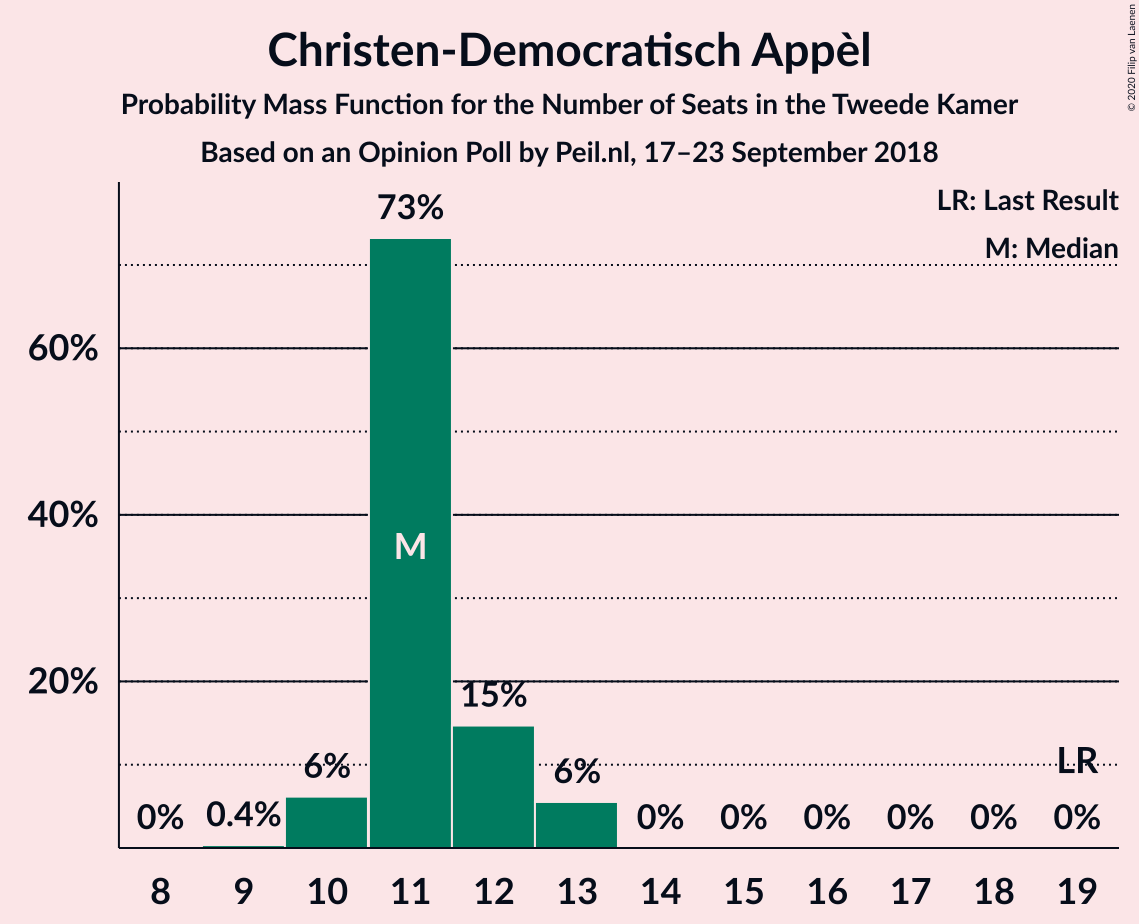 Christen-Democratisch Appèl
Probability Mass Function for the Number of Seats in the Tweede Kamer
Based on an Opinion Poll by Peil.nl, 17–23 September 2018
© 2020 Filip van Laenen
LR: Last Result
M: Median
73%
60%
40%
M
20%
15%
6%
6%
LR
0%
0.4%
0%
0%
0%
0%
0%
0%
8 9 10 11 12 13 14 15 16 17 18 19